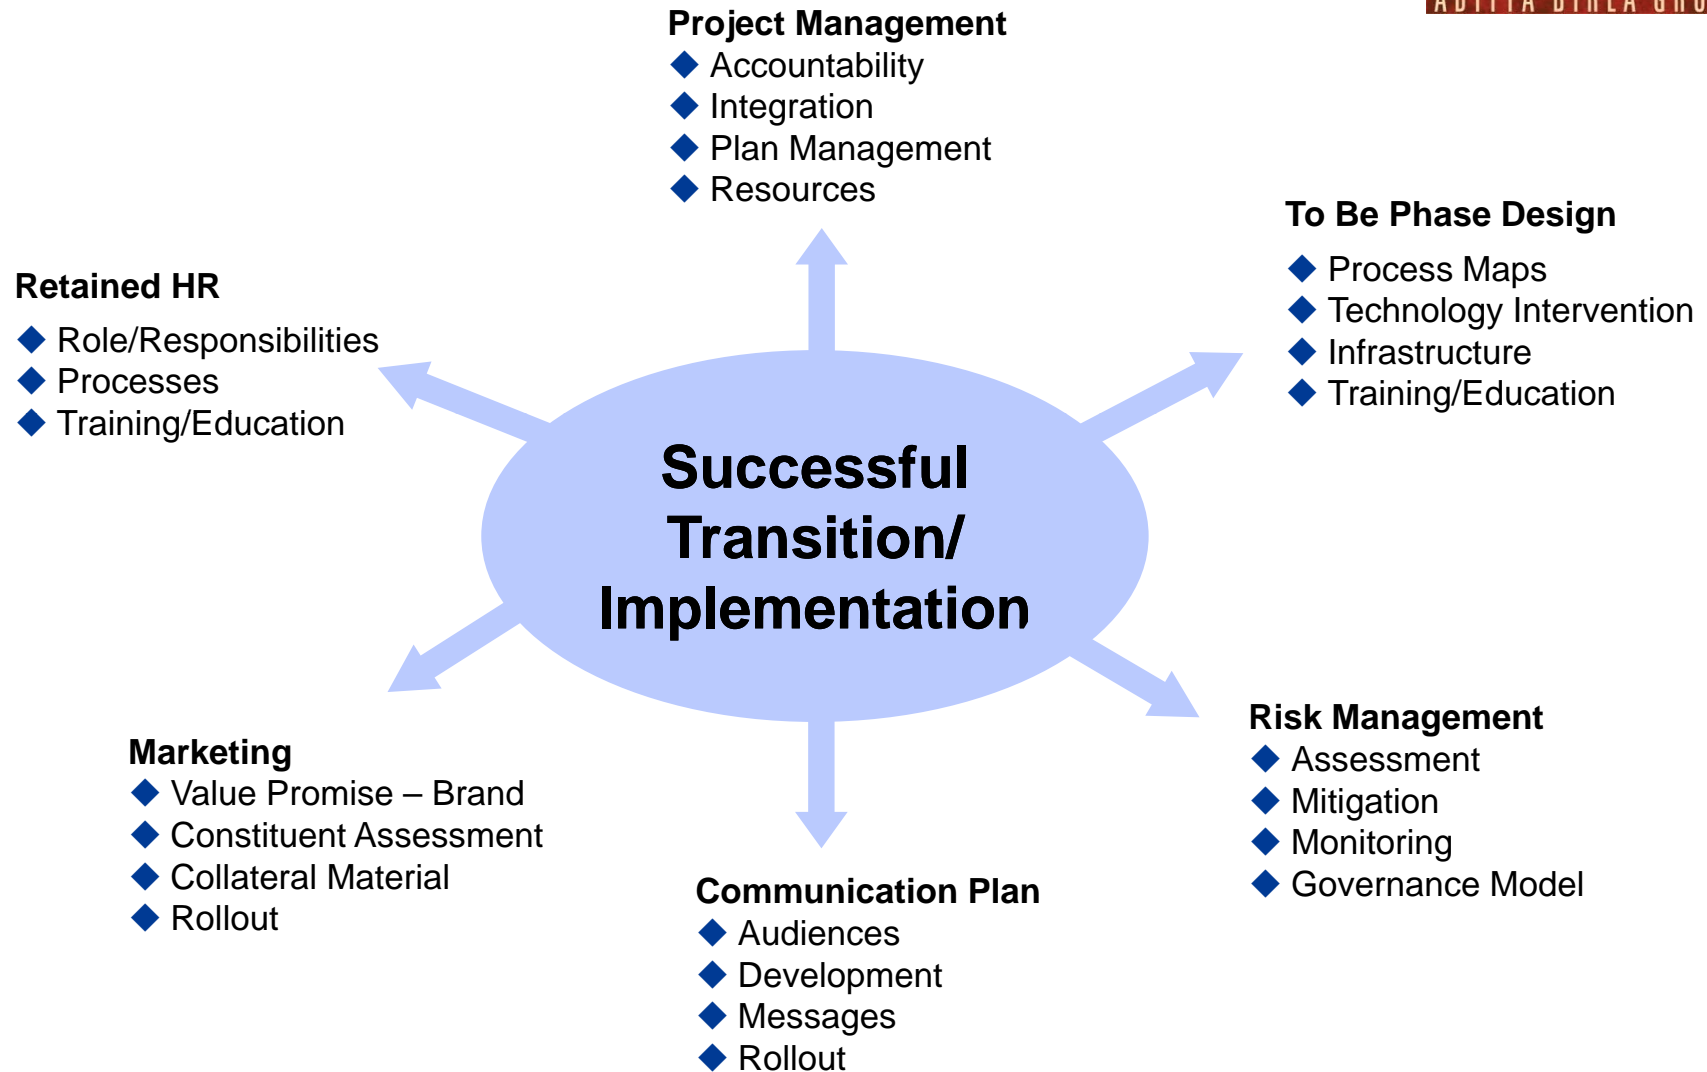 Project Management
Accountability
Integration
Plan Management
Resources
To Be Phase Design
Process Maps
Technology Intervention
Infrastructure
Training/Education
Retained HR
Role/Responsibilities
Processes
Training/Education
Successful
Transition/
Implementation
Risk Management
Assessment
Mitigation
Monitoring
Governance Model
Marketing
Value Promise – Brand
Constituent Assessment
Collateral Material
Rollout
Communication Plan
Audiences
Development
Messages
Rollout